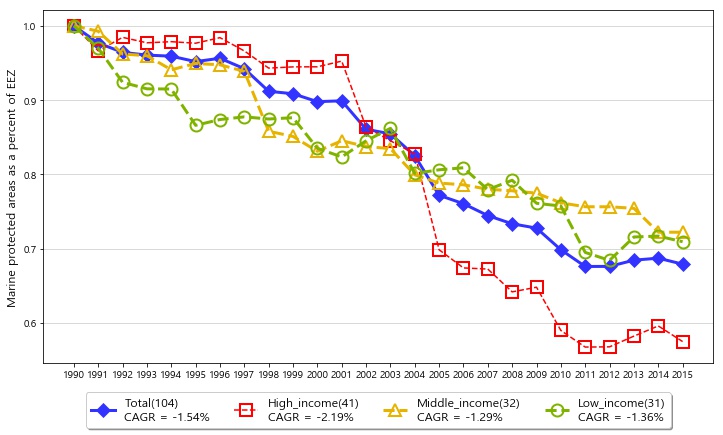 Marine protected areas as a percent of EEZ
1.0
0.9
0.8
0.7
0.6
1990 1991 1992 1993 1994 1995 1996 1997 1998 1999 2000 2001 2002 2003 2004 2005 2006 2007 2008 2009 2010 2011 2012 2013 2014 2015
Total(104)
CAGR = -1.54%
High_income(41)
CAGR = -2.19%
Middle_income(32)
CAGR = -1.29%
Low_income(31)
CAGR = -1.36%